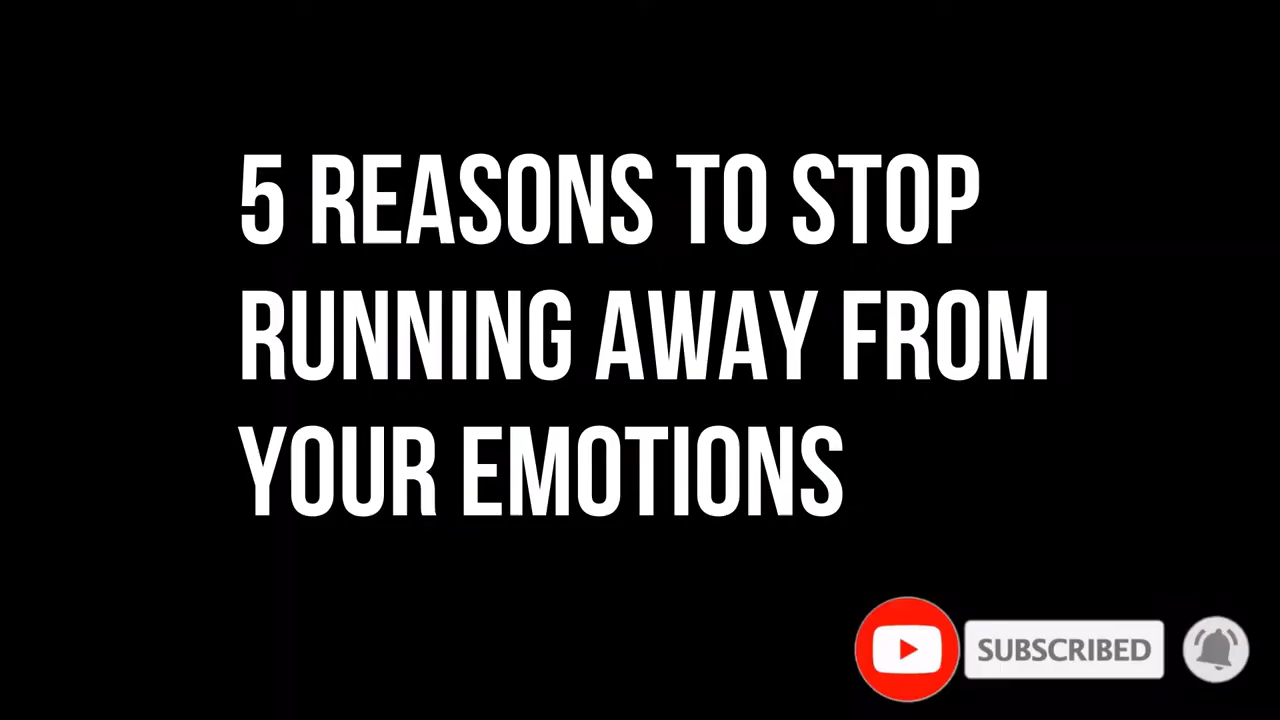 5 REASONS TO STOP
RUNNING AWAY FROM
YOUR EMOTIONS
SUBSCRIBED